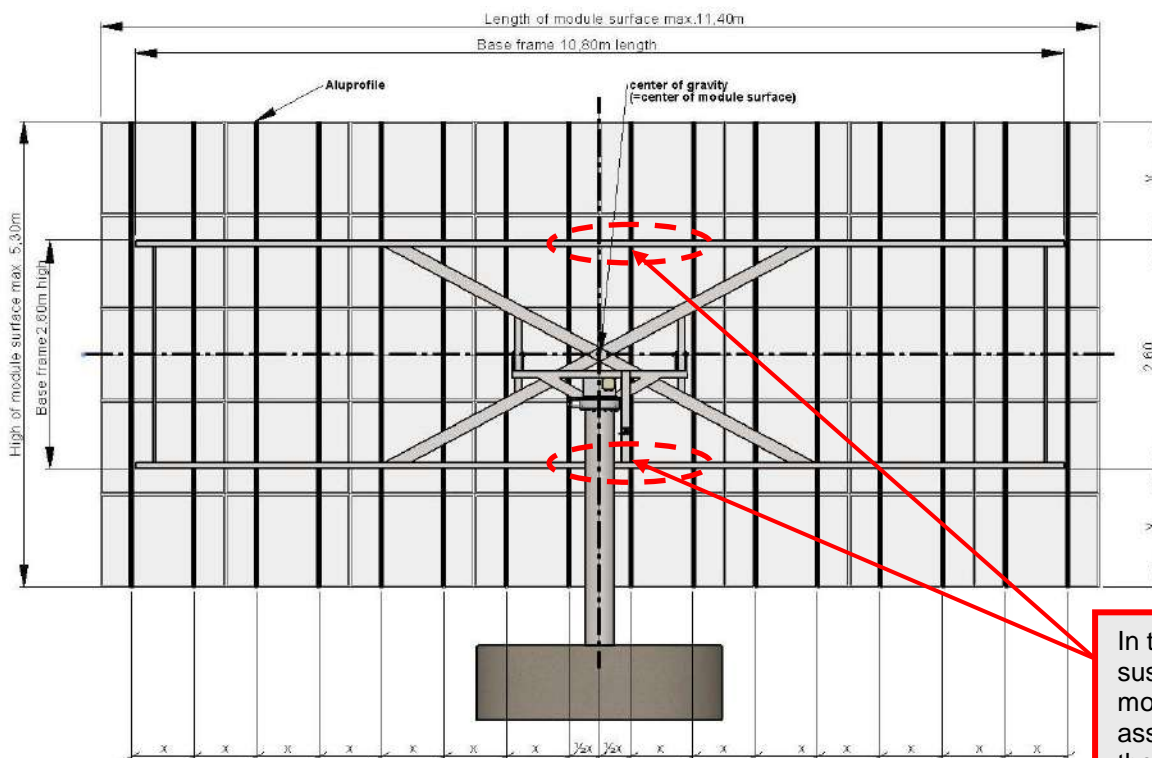 Length of module surface max.11,40m
Base frame 10,80m length
Aluprofile
center of gravity
(=center of module surface)
High of module surface max. 5,30m
Base frame 2,60m high
y
2,60
y
x x x x x x x ½x ½x x x x x x x x
In t
sus
mo
ass
the